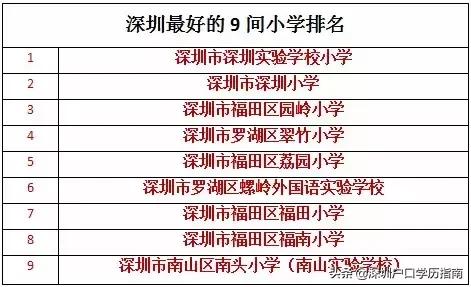 深圳最好的9间小学排名
1 深圳市深圳实验学校小学
2 深圳市深圳小学
3 深圳市福田区园岭小学
4 深圳市罗湖区翠竹小学
5 深圳市福田区荔园小学
6 深圳市罗湖区螺岭外国语实验学校
7 深圳市福田区福田小学
8 深圳市福田区福南小学
9 深圳市南山区南头小学（南山实验学校）
头条@深圳户口学历指南